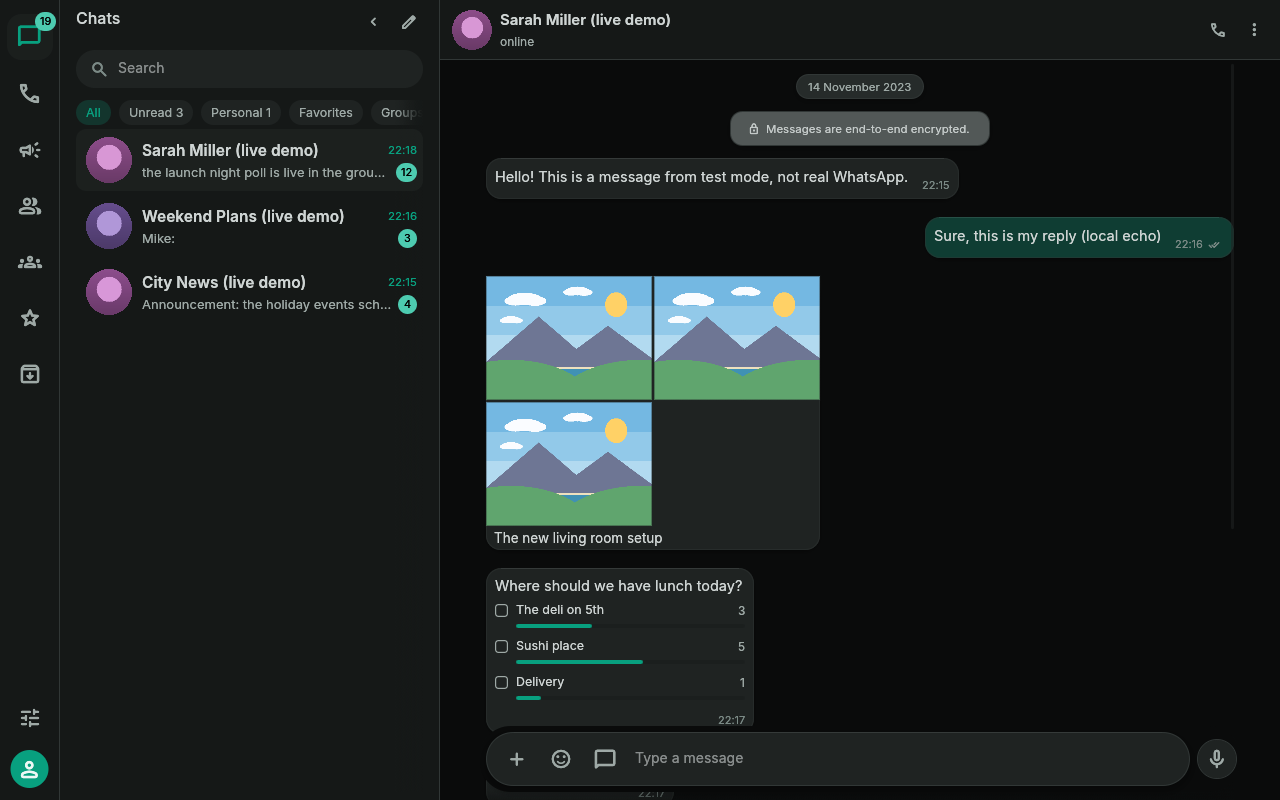 19
Chats
Search
All
Unread 3
Personal 1
Favorites
Sarah Miller (live demo)
22:18
the launch night poll is live in the grou...
12
Weekend Plans (live demo)
22:16
Mike:
3
City News (live demo)
22:15
Announcement: the holiday events sch...
4
Sarah Miller (live demo)
online
14 November 2023
Messages are end-to-end encrypted.
Hello! This is a message from test mode, not real WhatsApp.
22:15
Sure, this is my reply (local echo)
22:16
The new living room setup
Where should we have lunch today?
The deli on 5th
3
Sushi place
5
Delivery
1
22:17
Type a message
22:17